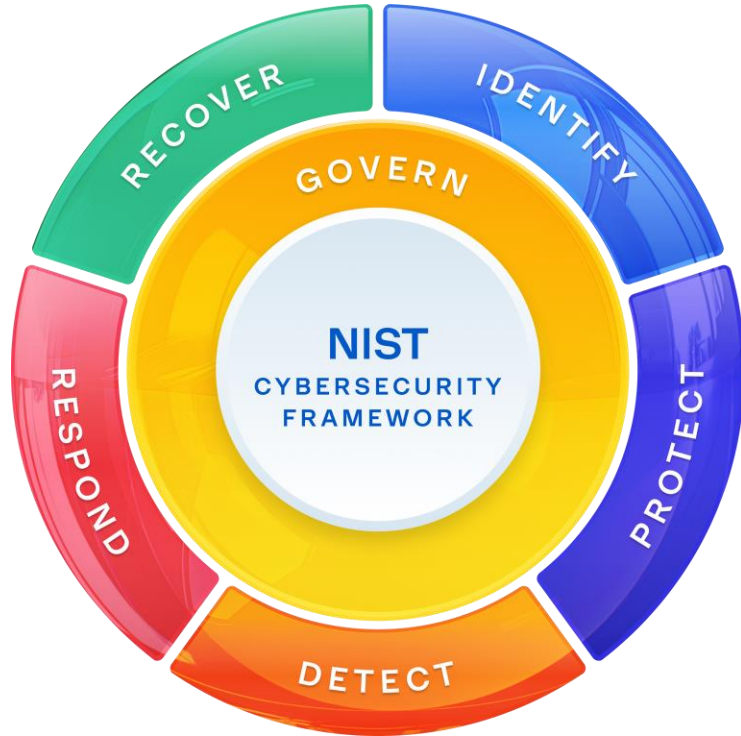 RECOVER
IDENTIFY
GOVERN
NIST
CYBERSECURITY
FRAMEWORK
RESPOND
PROTECT
DETECT